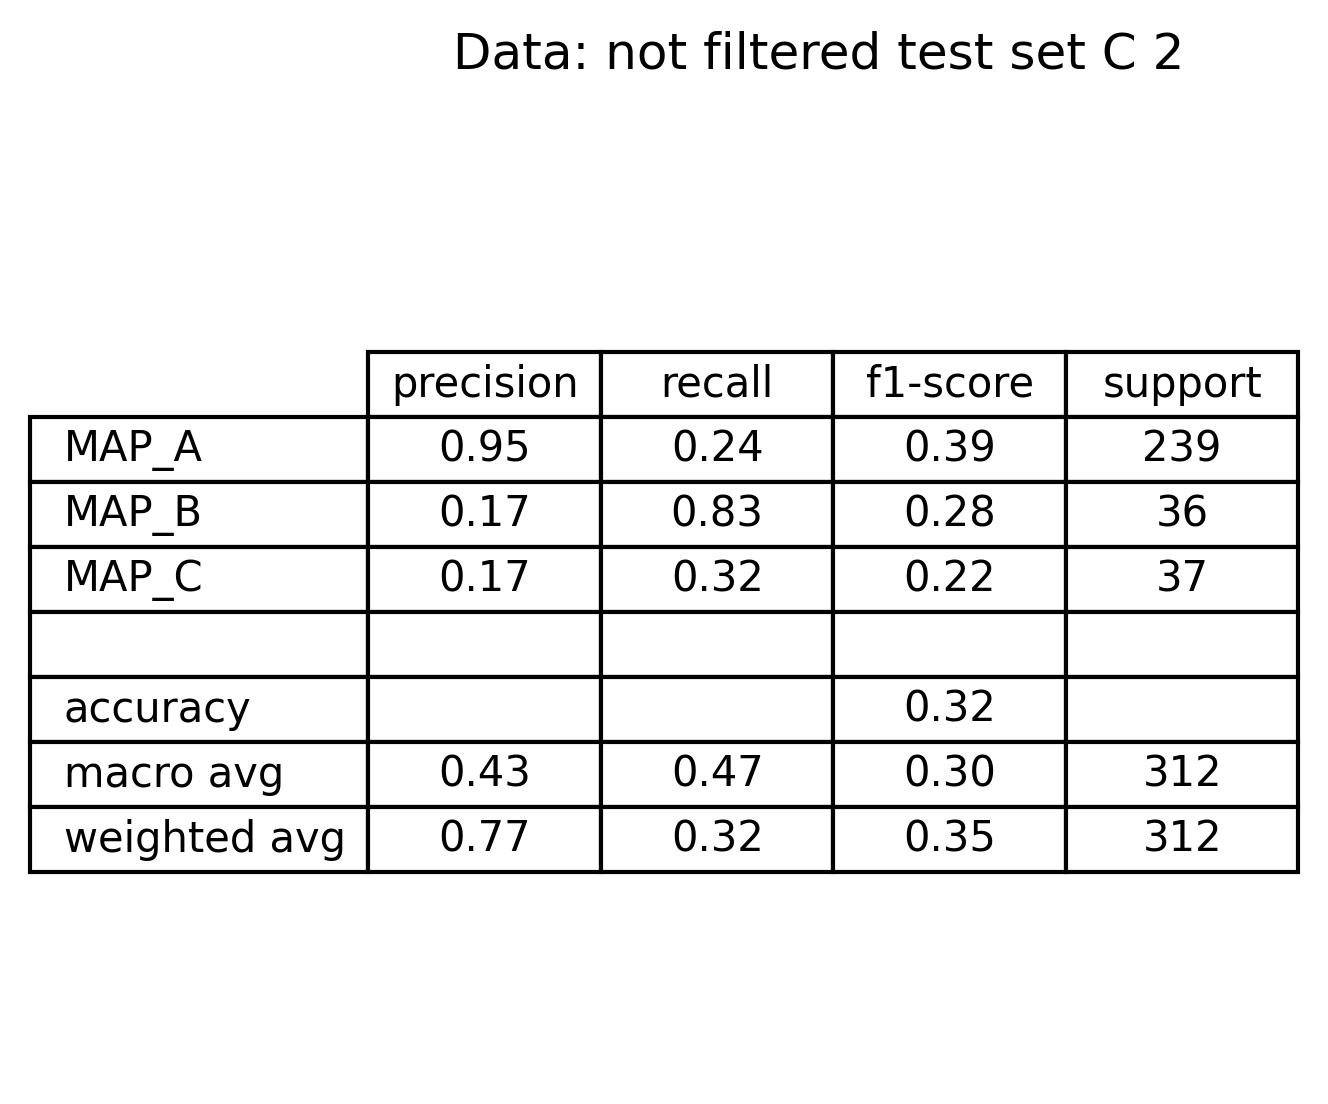 Data: not filtered test set C 2
precision recall f1-score support
MAP_A 0.95 0.24 0.39 239
MAP_B 0.17 0.83 0.28 36
MAP_C 0.17 0.32 0.22 37
accuracy 0.32
macro avg 0.43 0.47 0.30 312
weighted avg 0.77 0.32 0.35 312